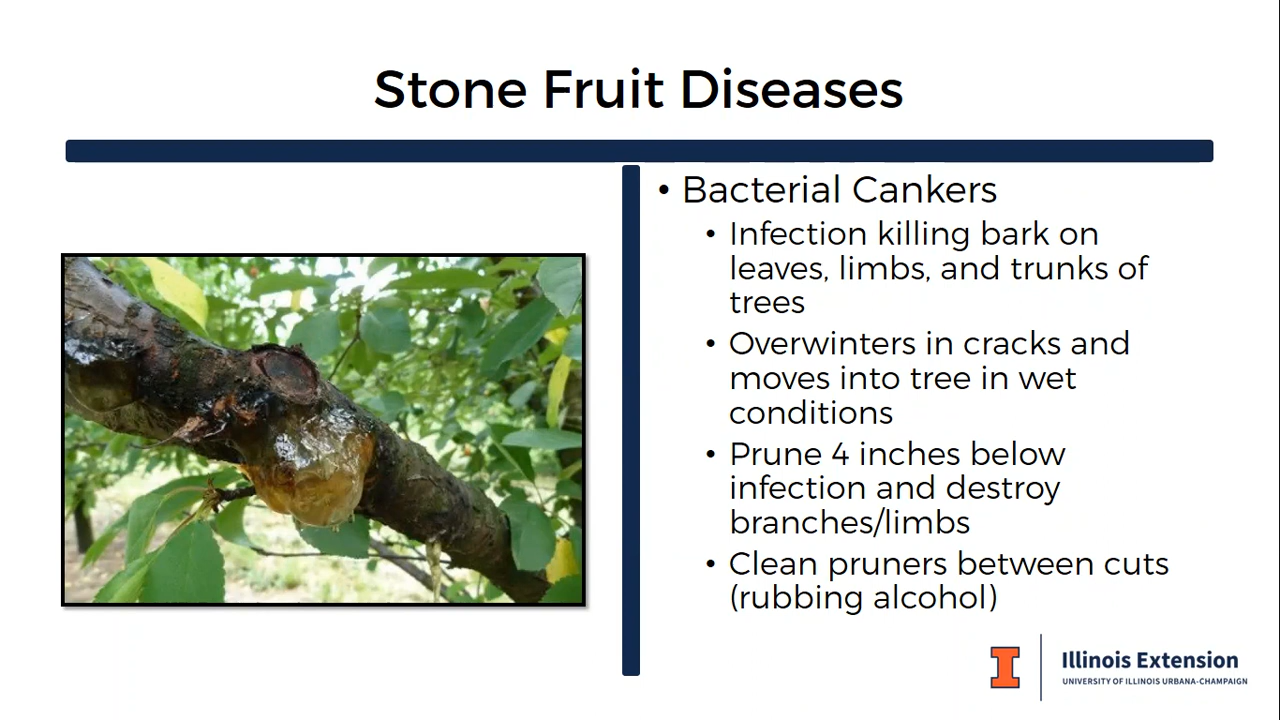 Stone Fruit Diseases
• Bacterial Cankers
• Infection killing bark on
leaves, limbs, and trunks of
trees
• Overwinters in cracks and
moves into tree in wet
conditions
• Prune 4 inches below
infection and destroy
branches/limbs
• Clean pruners between cuts
(rubbing alcohol)
Illinois Extension
UNIVERSITY OF ILLINOIS URBANA-CHAMPAIGN